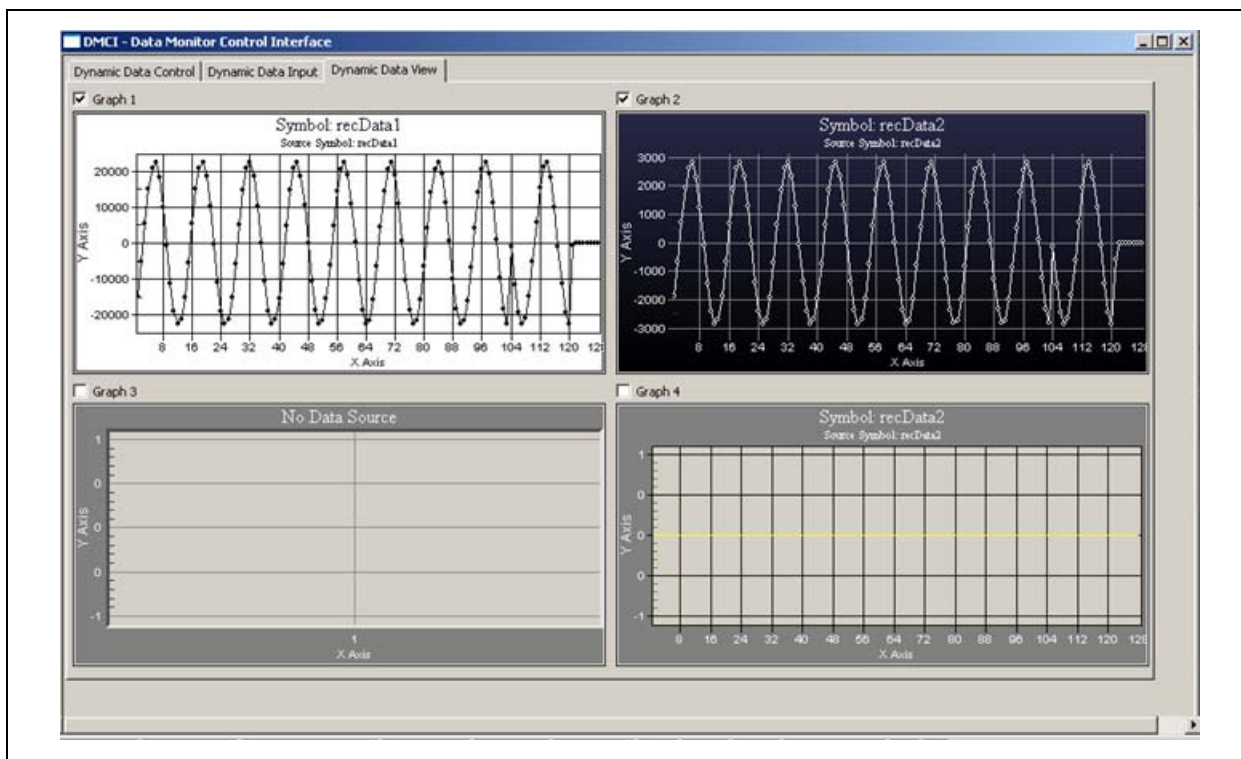 DMCI - Data Monitor Control Interface
Dynamic Data Control Dynamic Data Input Dynamic Data View
Graph 1
Symbol: recData1
Source Symbol: recData1
20000
10000
0
-10000
-20000
Y Axis
8 16 24 32 40 48 56 64 72 80 88 96 104 112 120 128
X Axis
Graph 2
Symbol: recData2
Source Symbol: recData2
3000
2000
1000
0
-1000
-2000
-3000
Y Axis
8 16 24 32 40 48 56 64 72 80 88 96 104 112 120 128
X Axis
Graph 3
No Data Source
1
0
0
0
-1
Y Axis
1
X Axis
Graph 4
Symbol: recData2
Source Symbol: recData2
1
0
0
0
-1
Y Axis
8 16 24 32 40 48 56 64 72 80 88 96 104 112 120 128
X Axis